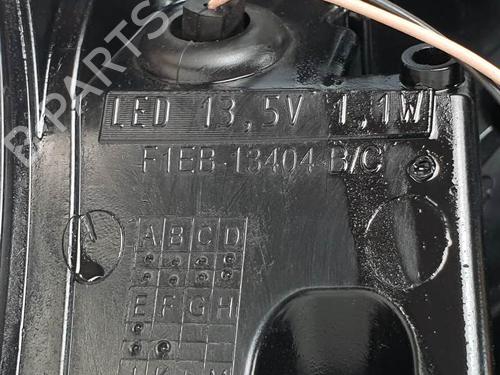 B-PARTS
LED 13,5V 1,1W
F1EB-13404-B/C
A B C D
E F G H